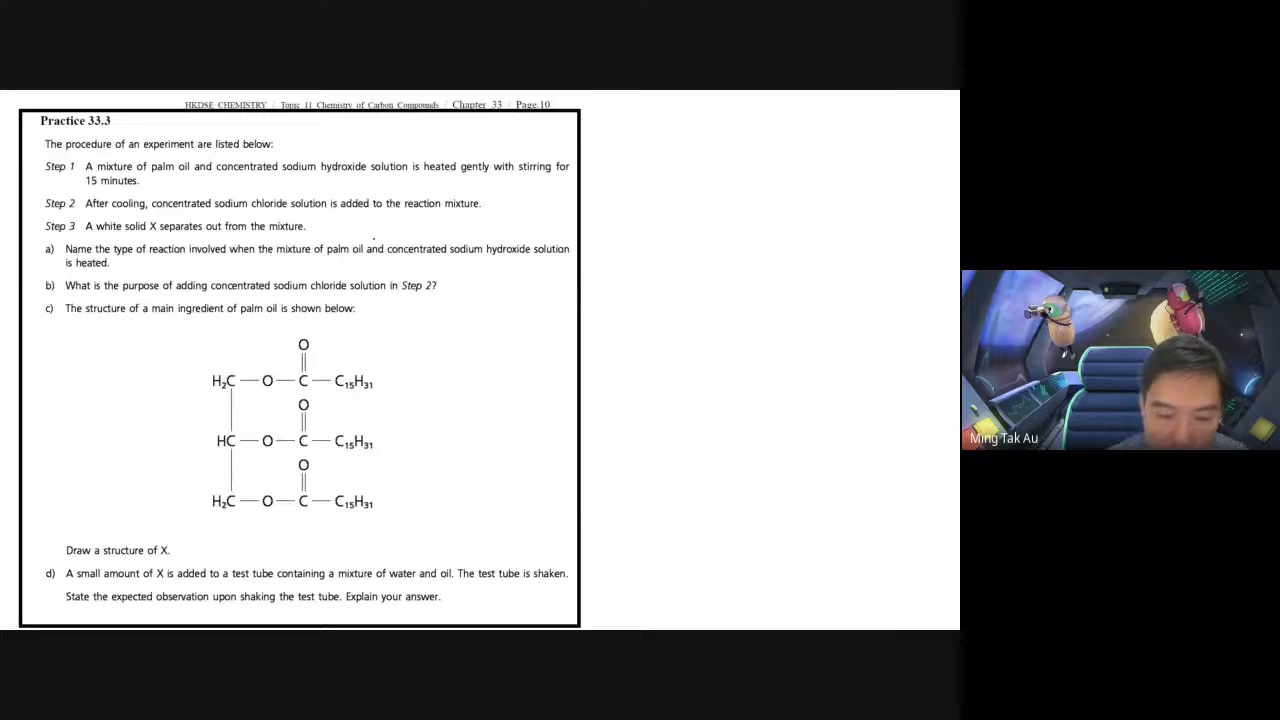 HKDSE CHEMISTRY / Topic 11 Chemistry of Carbon Compounds / Chapter 33 / Page.10
Practice 33.3
The procedure of an experiment are listed below:
Step 1 A mixture of palm oil and concentrated sodium hydroxide solution is heated gently with stirring for
15 minutes.
Step 2 After cooling, concentrated sodium chloride solution is added to the reaction mixture.
Step 3 A white solid X separates out from the mixture.
a) Name the type of reaction involved when the mixture of palm oil and concentrated sodium hydroxide solution
is heated.
b) What is the purpose of adding concentrated sodium chloride solution in Step 2?
c) The structure of a main ingredient of palm oil is shown below:
O
H₂C — O — C — C₁₅H₃₁
O
HC — O — C — C₁₅H₃₁
O
H₂C — O — C — C₁₅H₃₁
Draw a structure of X.
d) A small amount of X is added to a test tube containing a mixture of water and oil. The test tube is shaken.
State the expected observation upon shaking the test tube. Explain your answer.
Ming Tak Au